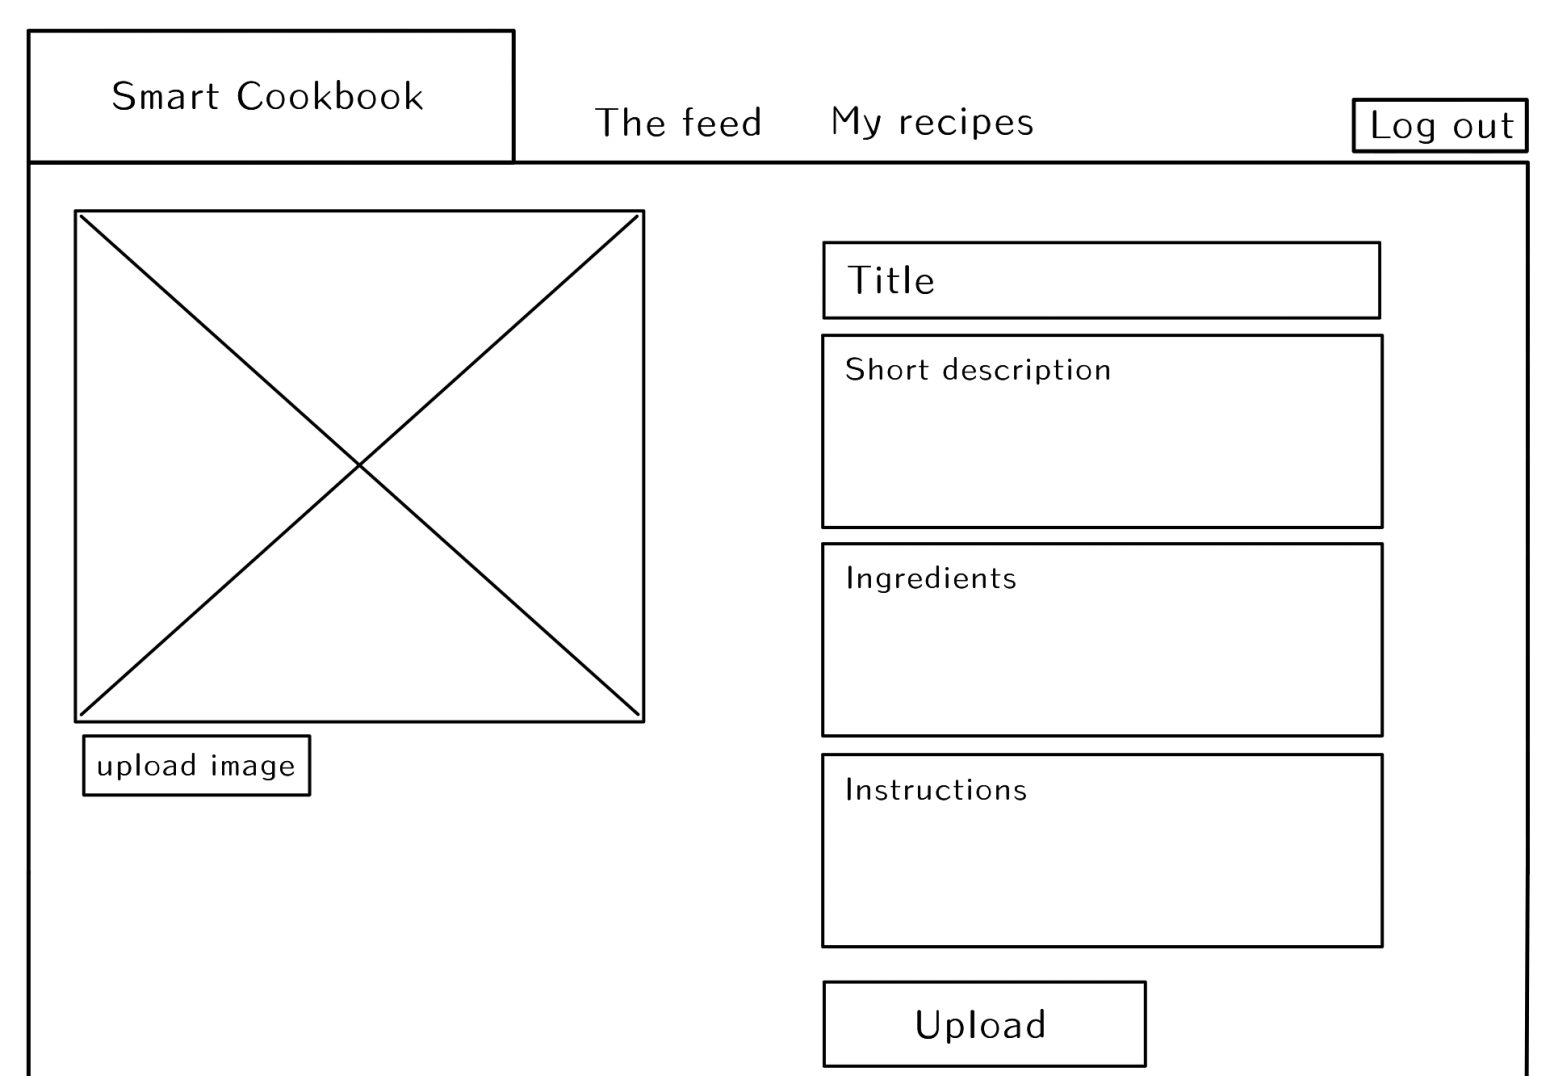 Smart Cookbook
The feed
My recipes
Log out
Title
Short description
Ingredients
Instructions
upload image
Upload